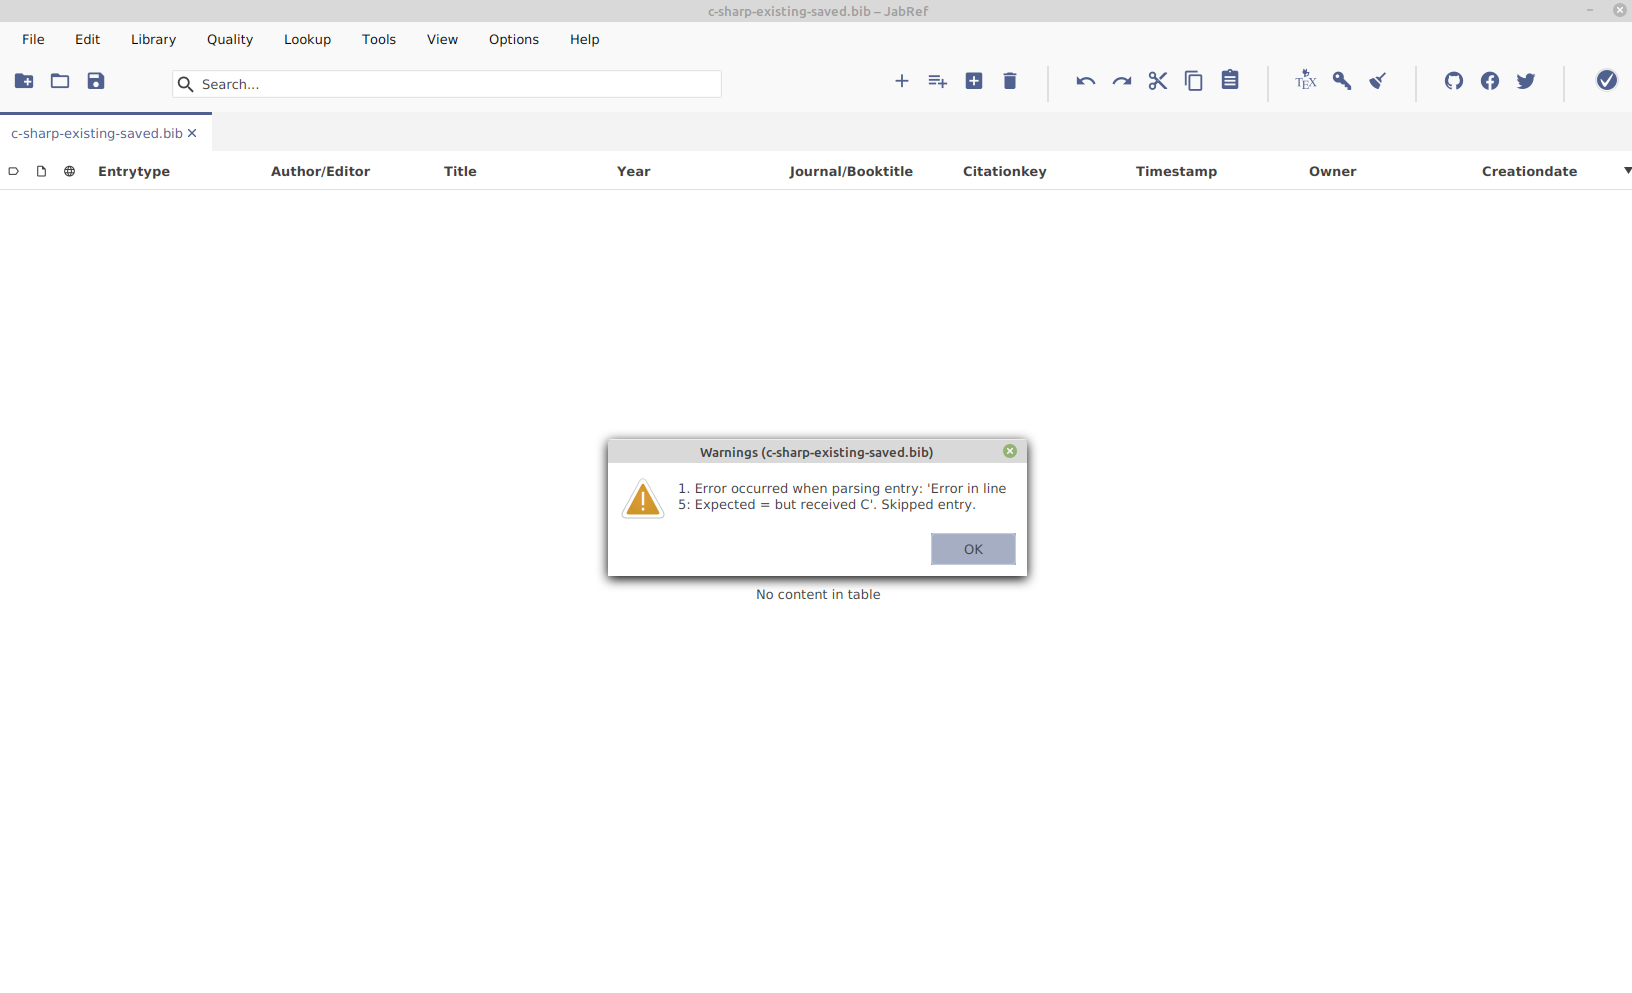 c-sharp-existing-saved.bib – JabRef
File Edit Library Quality Lookup Tools View Options Help
Search...
TEX
c-sharp-existing-saved.bib
Entrytype Author/Editor Title Year Journal/Booktitle Citationkey Timestamp Owner Creationdate
Warnings (c-sharp-existing-saved.bib)
1. Error occurred when parsing entry: 'Error in line
5: Expected = but received C'. Skipped entry.
OK
No content in table